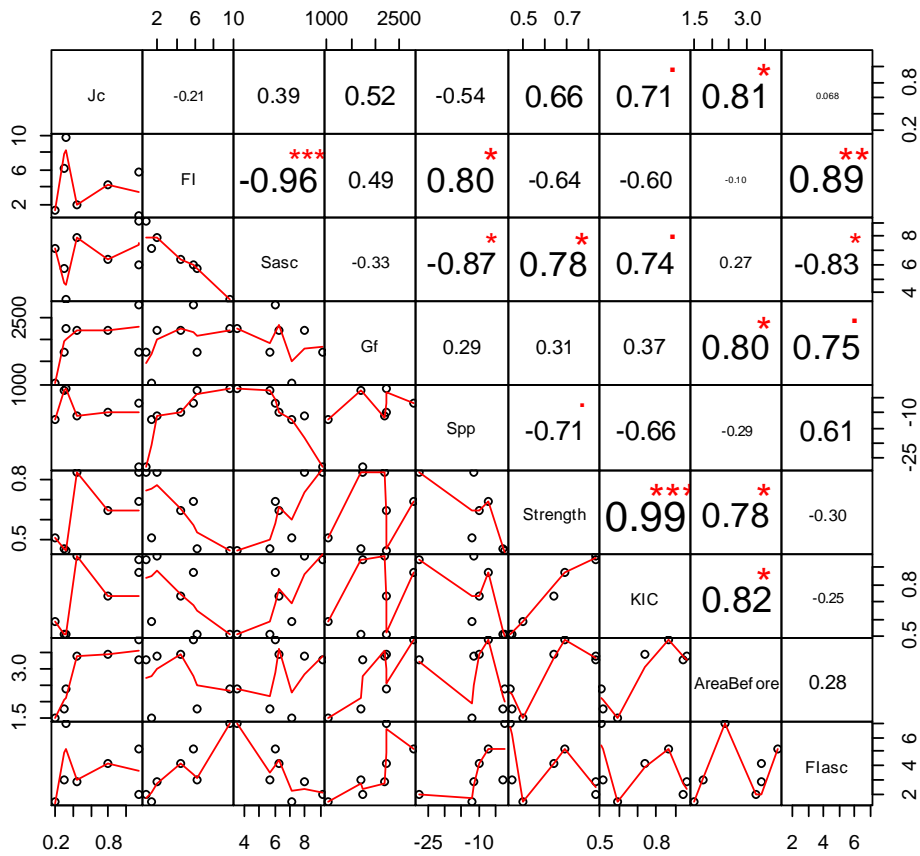 2 6 10 1000 2500 0.5 0.7 1.5 3.0
Jc -0.21 0.39 0.52 -0.54 0.66 0.71 . 0.81 * 0.068 0.2 0.8
2 6 10 FI -0.96 *** 0.49 0.80 * -0.64 -0.60 -0.10 0.89 **
Sasc -0.33 -0.87 * 0.78 * 0.74 . 0.27 -0.83 * 4 6 8
1000 2500 Gf 0.29 0.31 0.37 0.80 * 0.75 .
Spp -0.71 . -0.66 -0.29 0.61 -25 -10
0.5 0.8 Strength 0.99 *** 0.78 * -0.30
KIC 0.82 * -0.25 0.5 0.8
1.5 3.0 AreaBefore 0.28
FIasc 2 4 6
0.2 0.8 4 6 8 -25 -10 0.5 0.8 2 4 6